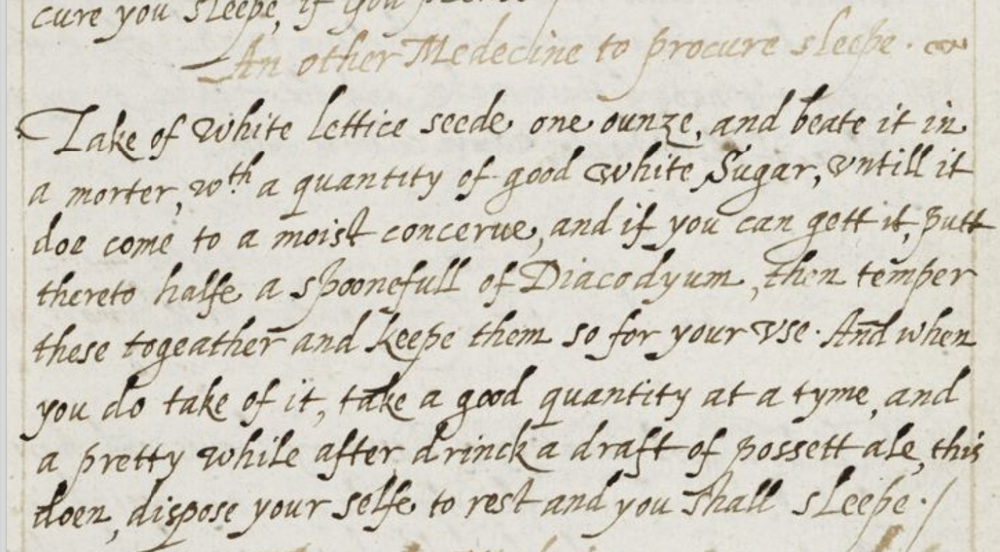 cure you sleepe, if you please
An other Medecine to procure sleepe.
Take of white lettice seede one ounze, and beate it in
a morter, wth a quantity of good white Sugar, vntill it
doe come to a moist concerue, and if you can gett it, putt
thereto halfe a spoonefull of Diacodyum, then temper
these togeather and keepe them so for your vse. And when
you do take of it, take a good quantity at a tyme, and
a pretty while after drinck a draft of possett ale, this
doen, dispose your selfe to rest and you shall sleepe./